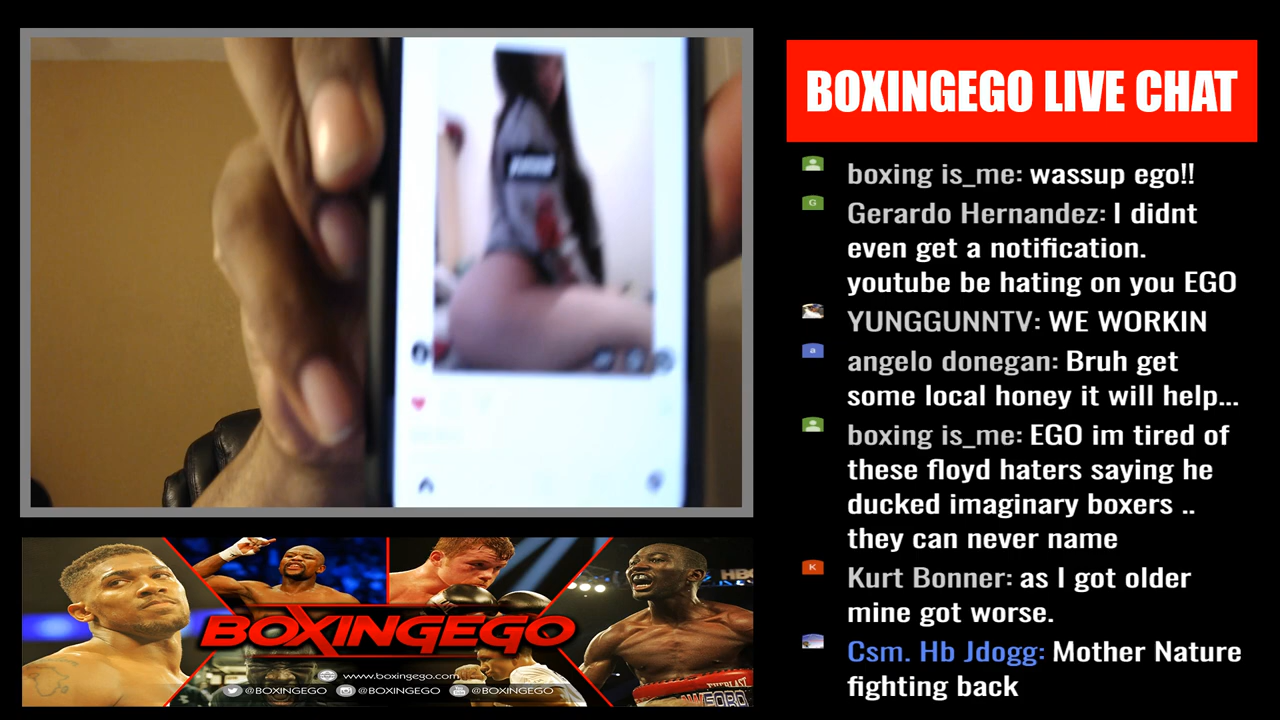 BOXINGEGO LIVE CHAT
boxing is_me: wassup ego!!
G
Gerardo Hernandez: I didnt
even get a notification.
youtube be hating on you EGO
YUNGGUNNTV: WE WORKIN
a
angelo donegan: Bruh get
some local honey it will help...
boxing is_me: EGO im tired of
these floyd haters saying he
ducked imaginary boxers ..
they can never name
K
Kurt Bonner: as I got older
mine got worse.
Csm. Hb Jdogg: Mother Nature
fighting back
HBO
BOXINGEGO
www.boxingego.com
@BOXINGEGO @BOXINGEGO @BOXINGEGO
EVERLAST